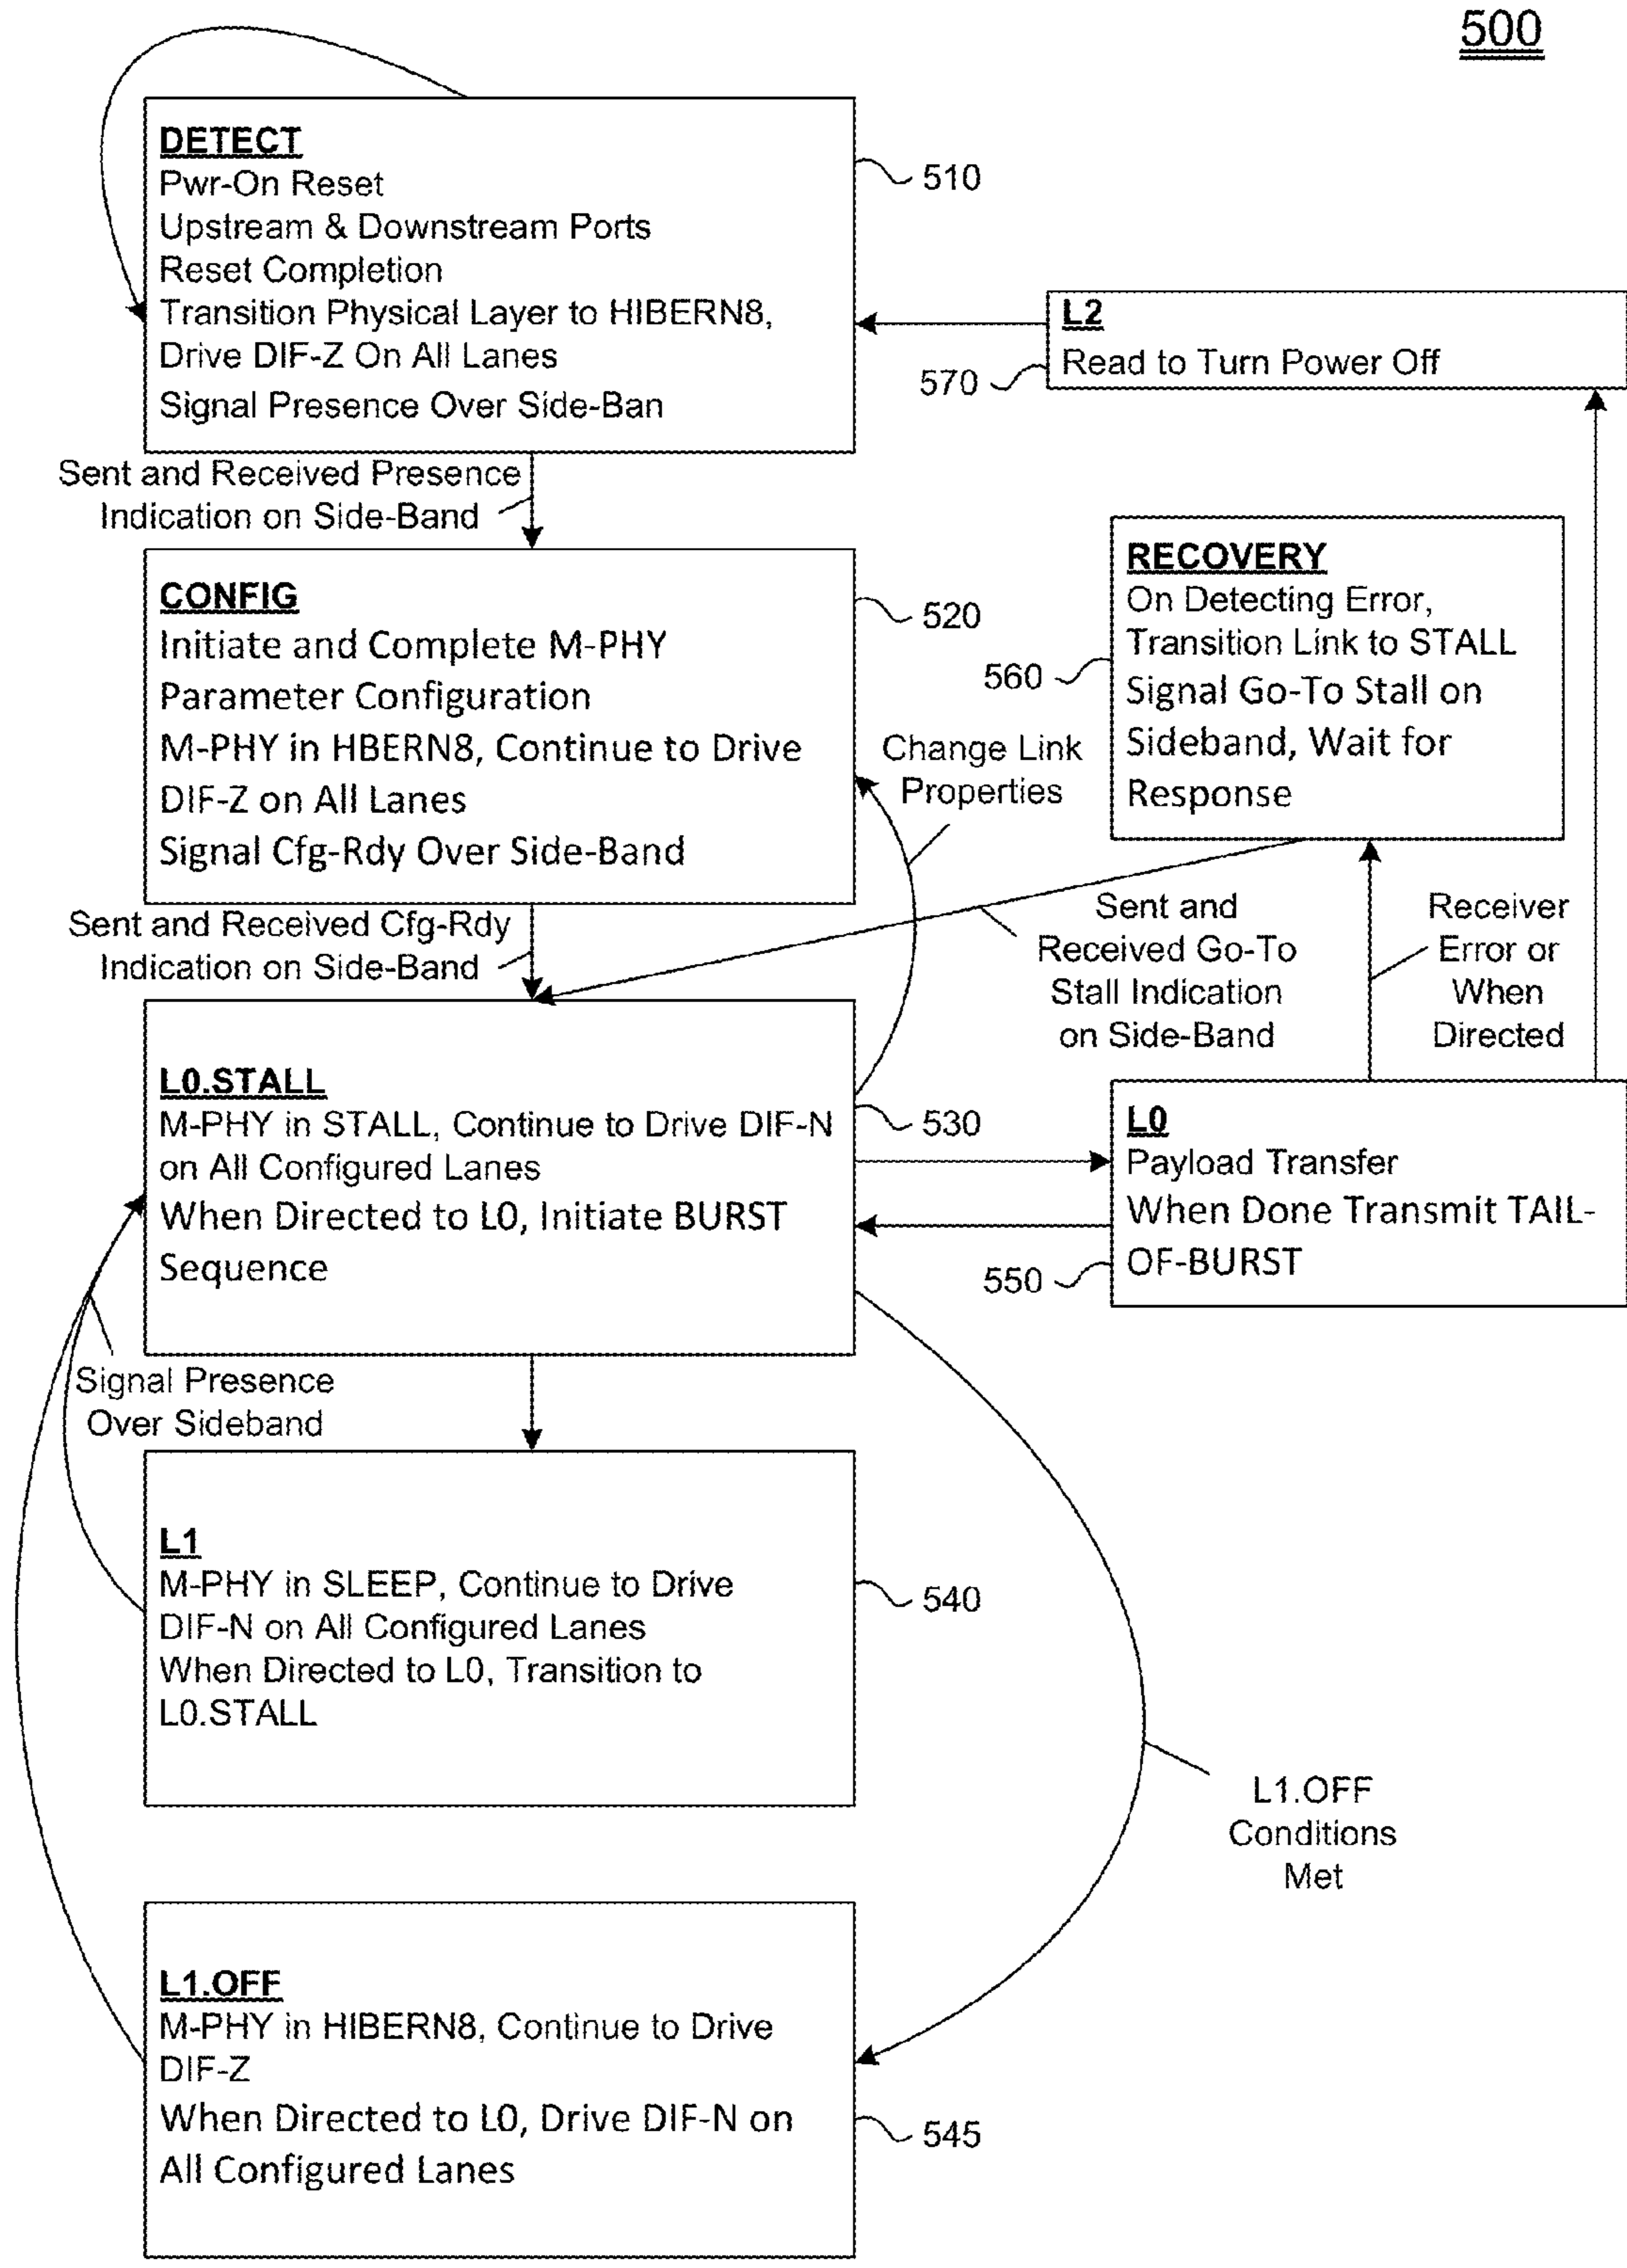 500
DETECT
Pwr-On Reset
Upstream & Downstream Ports
Reset Completion
Transition Physical Layer to HIBERN8,
Drive DIF-Z On All Lanes
Signal Presence Over Side-Ban
510
L2
Read to Turn Power Off
570
Sent and Received Presence
Indication on Side-Band
CONFIG
Initiate and Complete M-PHY
Parameter Configuration
M-PHY in HBERN8, Continue to Drive
DIF-Z on All Lanes
Signal Cfg-Rdy Over Side-Band
520
RECOVERY
On Detecting Error,
Transition Link to STALL
Signal Go-To Stall on
Sideband, Wait for
Response
560
Change Link
Properties
Sent and Received Cfg-Rdy
Indication on Side-Band
Sent and
Received Go-To
Stall Indication
on Side-Band
Receiver
Error or
When
Directed
L0.STALL
M-PHY in STALL, Continue to Drive DIF-N
on All Configured Lanes
When Directed to L0, Initiate BURST
Sequence
530
L0
Payload Transfer
When Done Transmit TAIL-
OF-BURST
550
Signal Presence
Over Sideband
L1
M-PHY in SLEEP, Continue to Drive
DIF-N on All Configured Lanes
When Directed to L0, Transition to
L0.STALL
540
L1.OFF
Conditions
Met
L1.OFF
M-PHY in HIBERN8, Continue to Drive
DIF-Z
When Directed to L0, Drive DIF-N on
All Configured Lanes
545